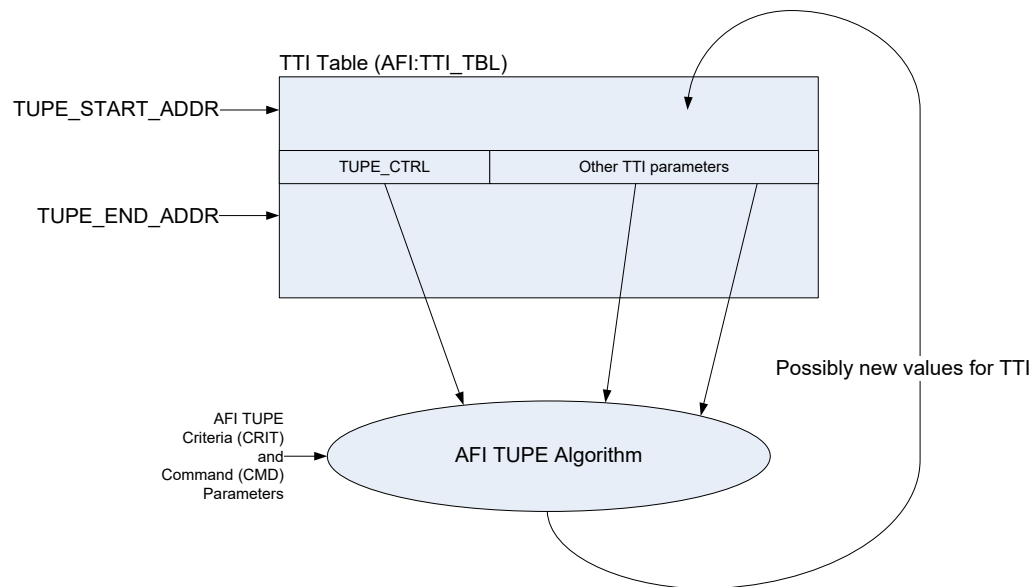 TTI Table (AFI:TTI_TBL)
TUPE_START_ADDR
TUPE_CTRL
Other TTI parameters
TUPE_END_ADDR
Possibly new values for TTI
AFI TUPE
Criteria (CRIT)
and
Command (CMD)
Parameters
AFI TUPE Algorithm